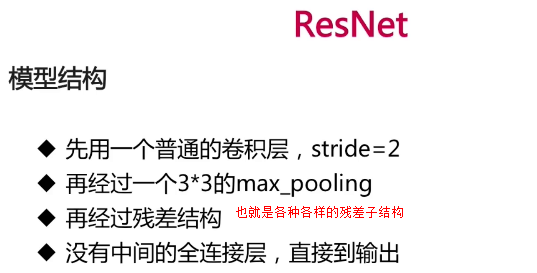 ResNet
模型结构
◆ 先用一个普通的卷积层，stride=2
◆ 再经过一个3*3的max_pooling
◆ 再经过残差结构 也就是各种各样的残差子结构
◆ 没有中间的全连接层，直接到输出